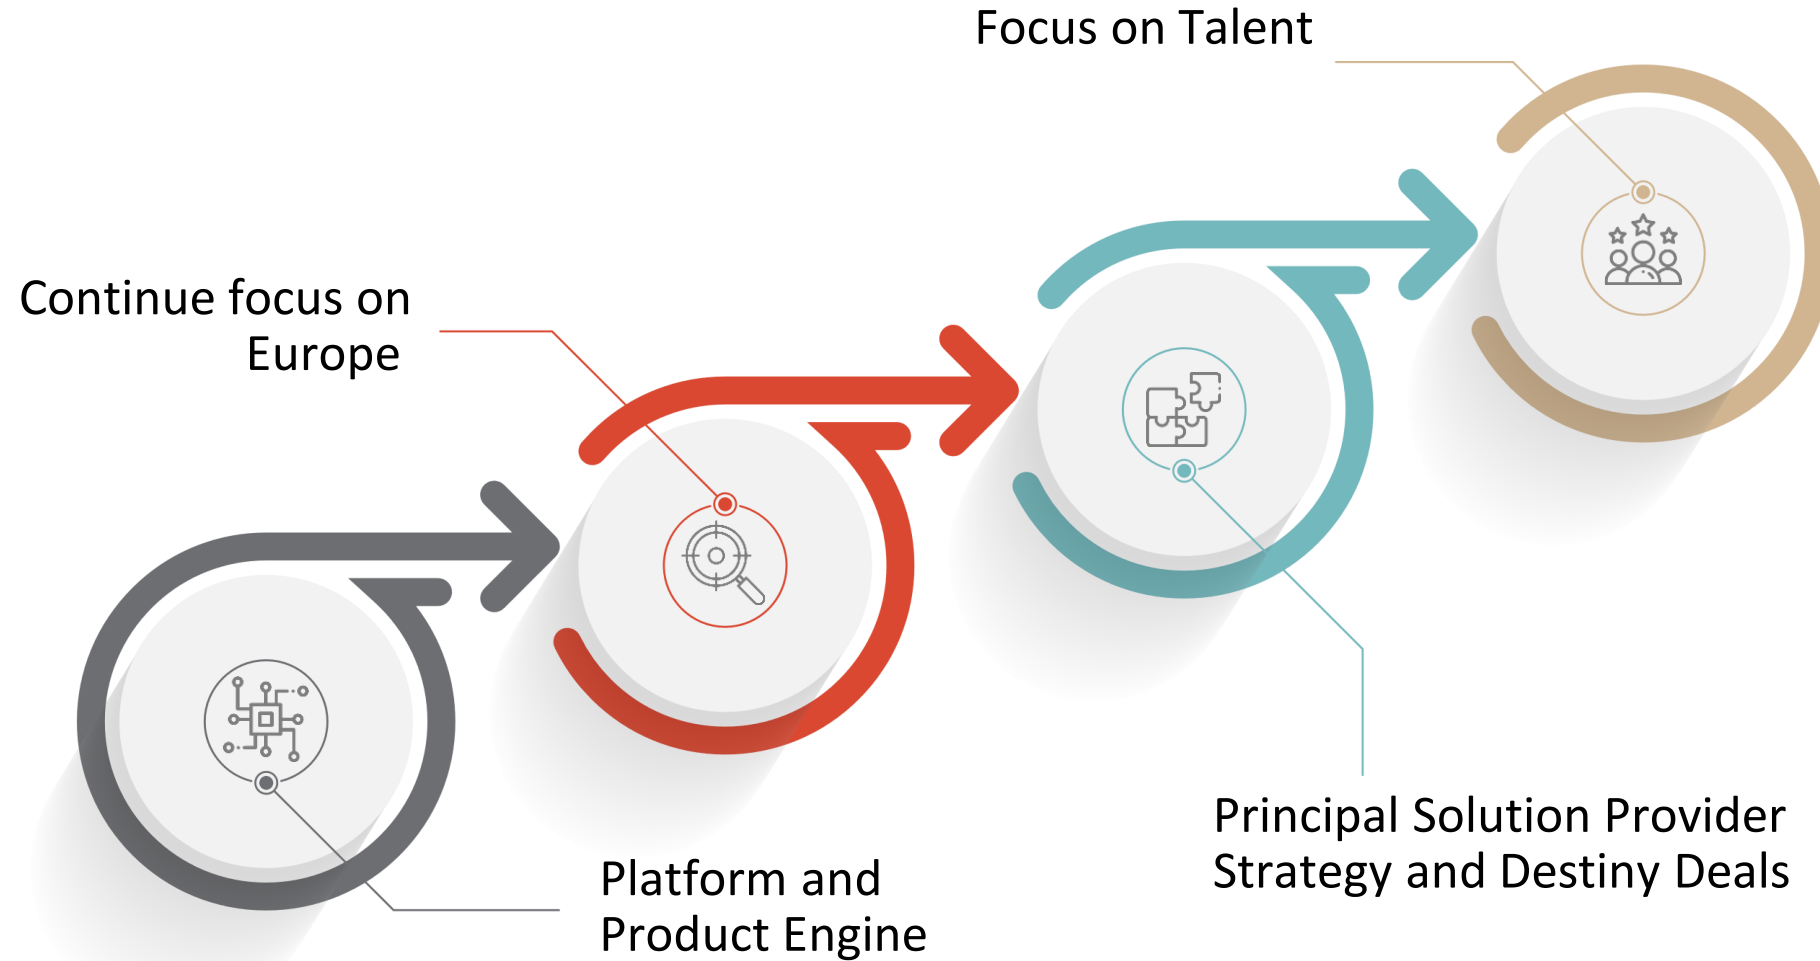 Focus on Talent
Continue focus on
Europe
Principal Solution Provider
Strategy and Destiny Deals
Platform and
Product Engine